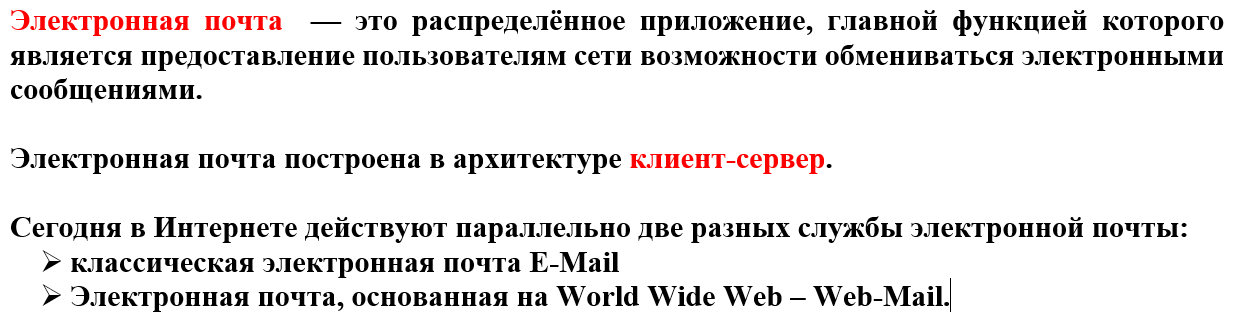 Электронная почта — это распределённое приложение, главной функцией которого
является предоставление пользователям сети возможности обмениваться электронными
сообщениями.
Электронная почта построена в архитектуре клиент-сервер.
Сегодня в Интернете действуют параллельно две разных службы электронной почты:
➢ классическая электронная почта E-Mail
➢ Электронная почта, основанная на World Wide Web – Web-Mail.